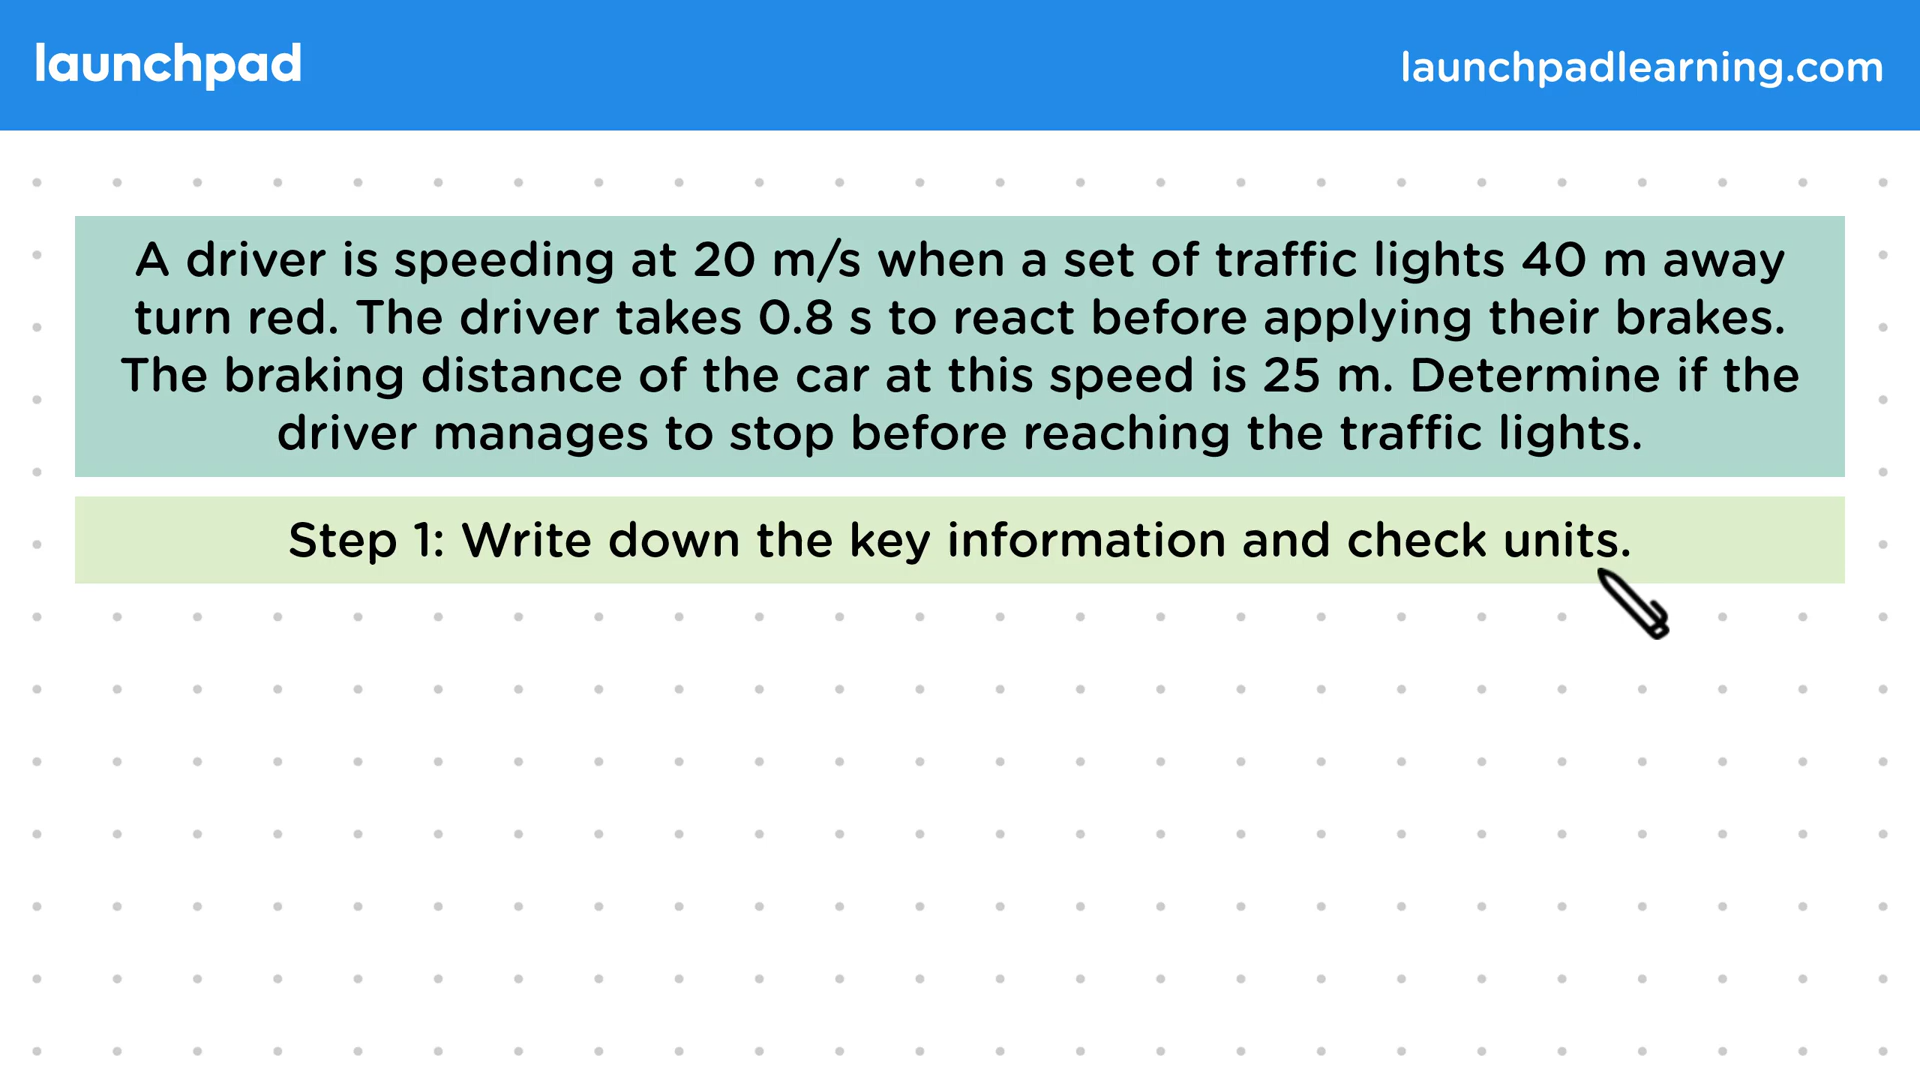 launchpad
launchpadlearning.com
A driver is speeding at 20 m/s when a set of traffic lights 40 m away
turn red. The driver takes 0.8 s to react before applying their brakes.
The braking distance of the car at this speed is 25 m. Determine if the
driver manages to stop before reaching the traffic lights.
Step 1: Write down the key information and check units.